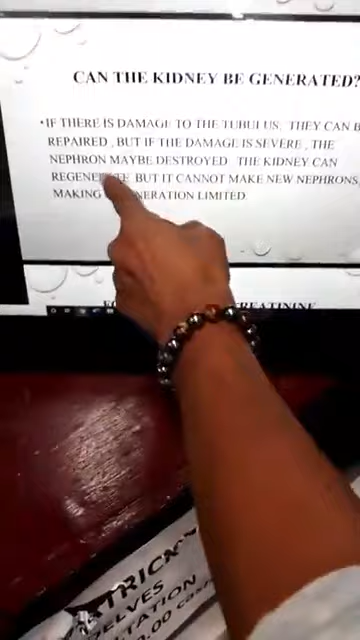 CAN THE KIDNEY BE GENERATED?
• IF THERE IS DAMAGE TO THE TUBULUS, THEY CAN B
REPAIRED , BUT IF THE DAMAGE IS SEVERE , THE
NEPHRON MAYBE DESTROYED THE KIDNEY CAN
BUT IT CANNOT MAKE NEW NEPHRONS,
MAKING LIMITED
CREATININE
TRICK
ELVES
TATION